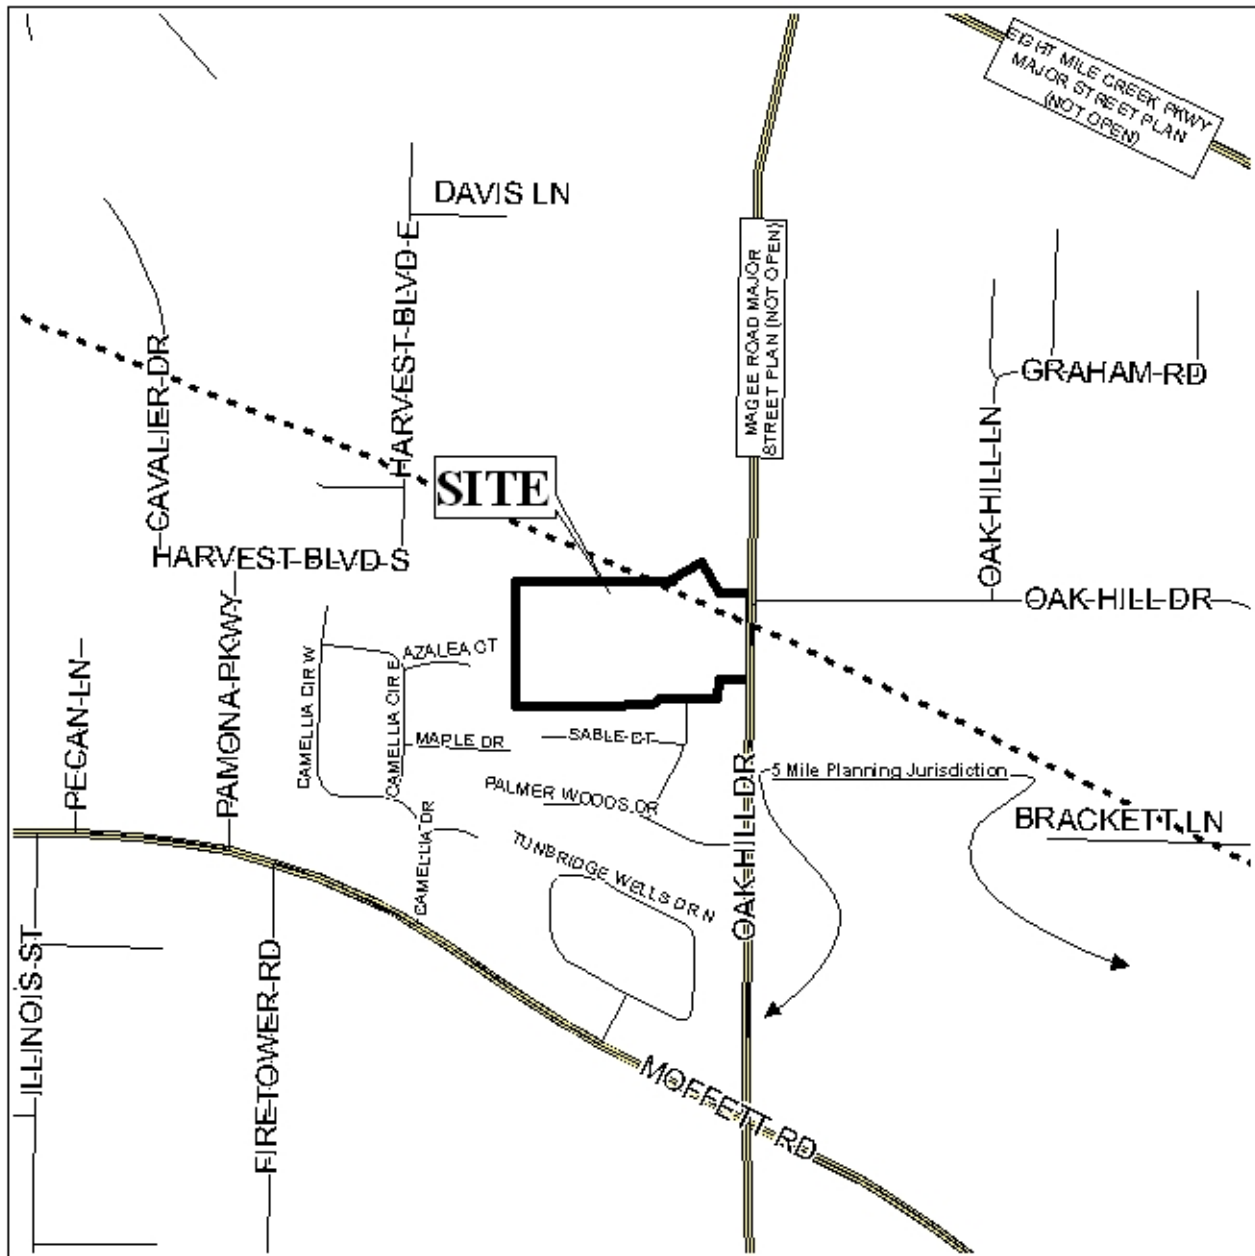 EIGHT MILE CREEK PKWY
MAJOR STREET PLAN
(NOT OPEN)
DAVIS LN
HARVEST BLVD E
MAGEE ROAD MAJOR
STREET PLAN (NOT OPEN)
CAVALIER DR
GRAHAM RD
OAK HILL LN
SITE
HARVEST BLVD S
OAK HILL DR
PAMONA PKWY
PECAN LN
CAMELLIA CIR W
CAMELLIA CIR E
AZALEA CT
MAPLE DR
SABLE CT
PALMER WOODS DR
OAK HILL DR
5 Mile Planning Jurisdiction
BRACKETT LN
CAMELLIA DR
TUNBRIDGE WELLS DR N
ILLINOIS ST
FIRETOWER RD
MOFFETT RD